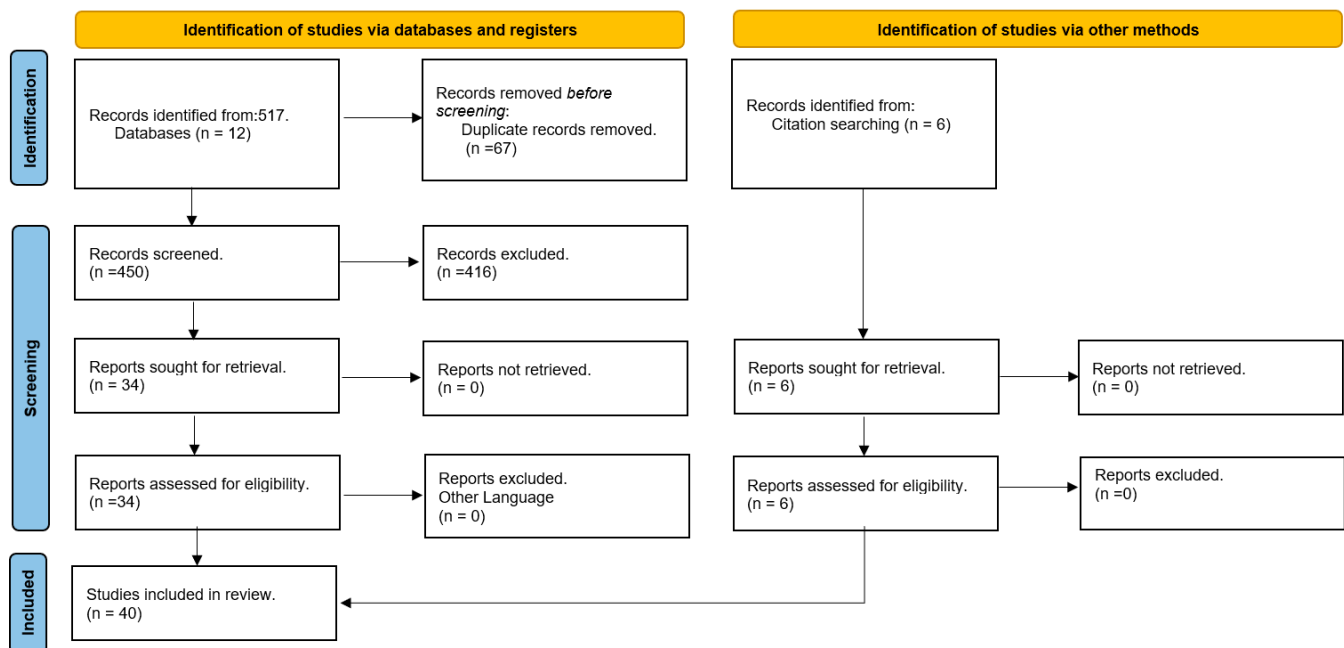 Identification of studies via databases and registers
Identification of studies via other methods
Identification
Records identified from:517.
Databases (n = 12)
Records removed before
screening:
Duplicate records removed.
(n =67)
Records identified from:
Citation searching (n = 6)
Screening
Records screened.
(n =450)
Records excluded.
(n =416)
Reports sought for retrieval.
(n = 34)
Reports not retrieved.
(n = 0)
Reports sought for retrieval.
(n = 6)
Reports not retrieved.
(n = 0)
Reports assessed for eligibility.
(n =34)
Reports excluded.
Other Language
(n = 0)
Reports assessed for eligibility.
(n = 6)
Reports excluded.
(n =0)
Included
Studies included in review.
(n = 40)